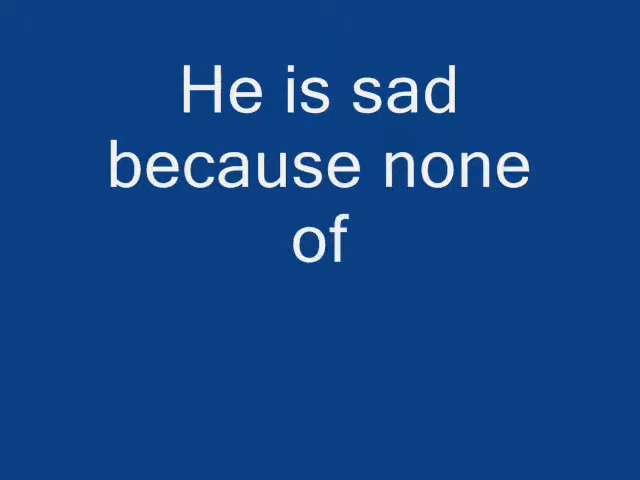 He is sad
because none
of